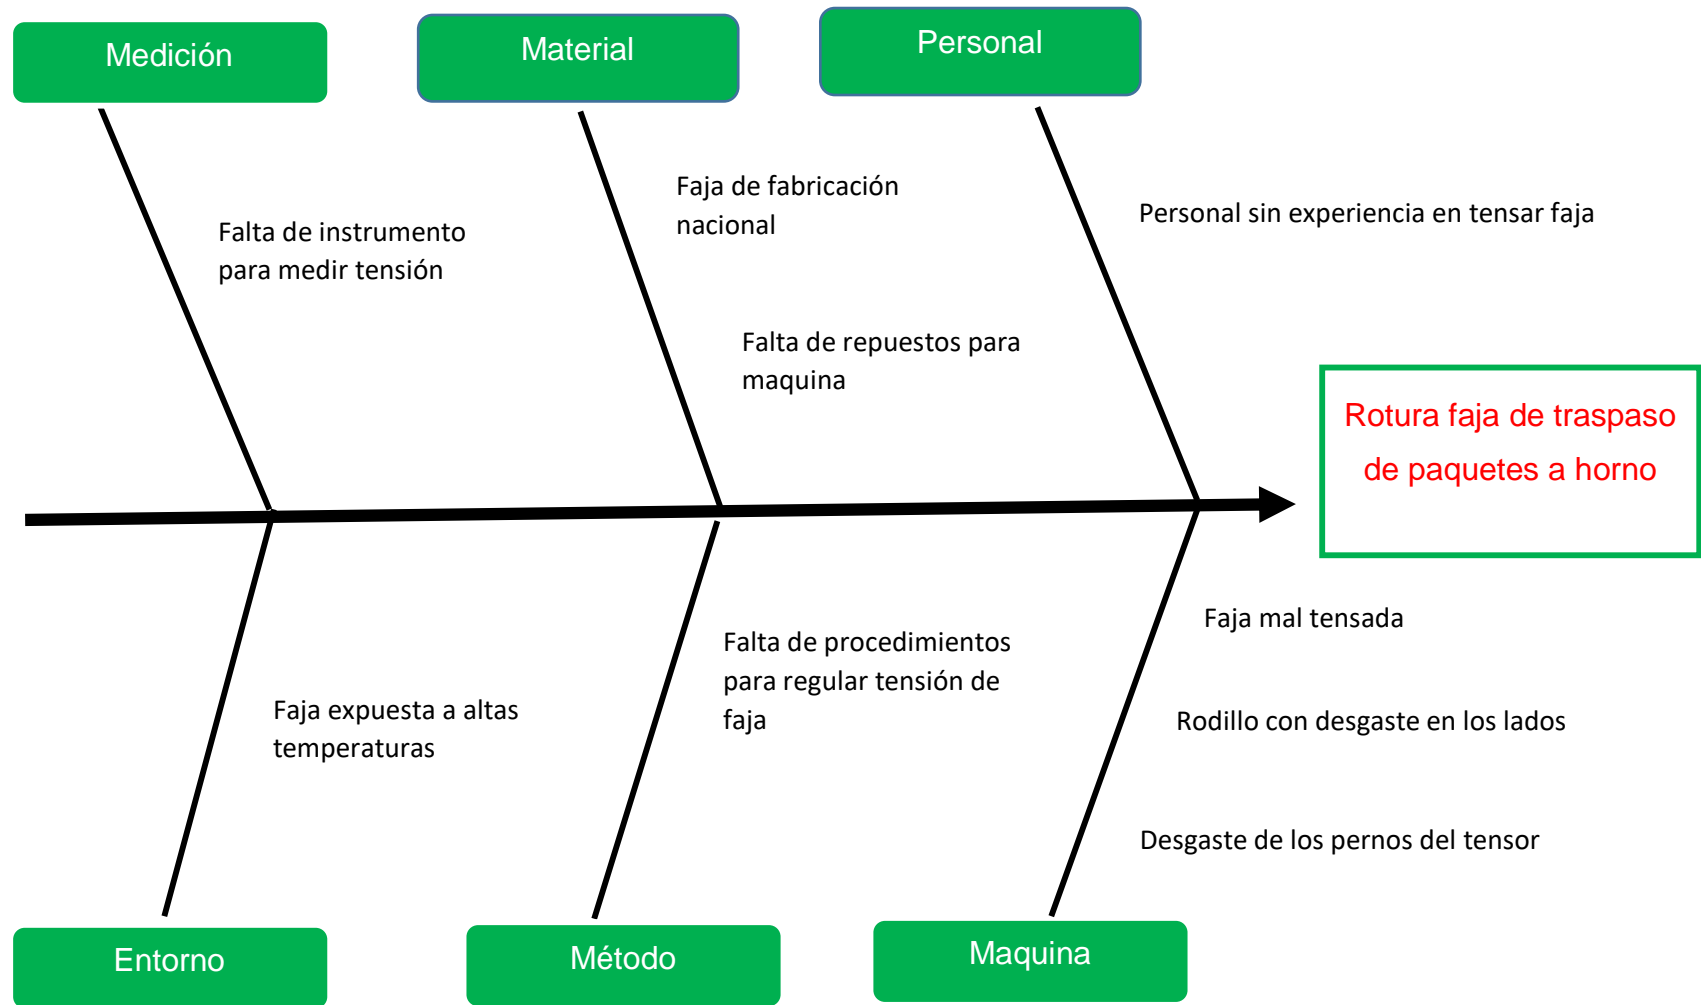 Medición
Material
Personal
Faja de fabricación
nacional
Personal sin experiencia en tensar faja
Falta de instrumento
para medir tensión
Falta de repuestos para
maquina
Rotura faja de traspaso
de paquetes a horno
Faja mal tensada
Falta de procedimientos
para regular tensión de
faja
Faja expuesta a altas
temperaturas
Rodillo con desgaste en los lados
Desgaste de los pernos del tensor
Entorno
Método
Maquina